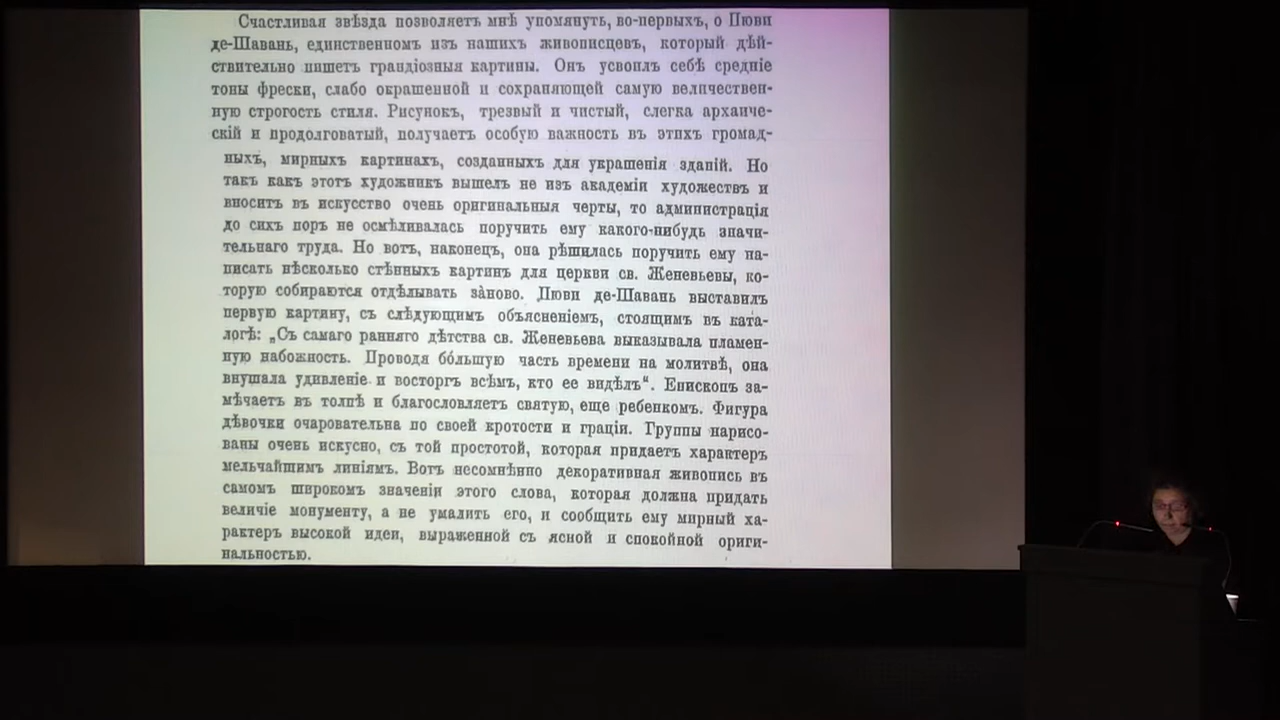 Счастливая звѣзда позволяетъ мнѣ упомянуть, во-первыхъ, о Пюви
де-Шавань, единственномъ изъ нашихъ живописцевъ, который дѣй-
ствительно пишетъ грандіозныя картины. Онъ усвоилъ себѣ средніе
тоны фрески, слабо окрашенной и сохраняющей самую величествен-
ную строгость стиля. Рисунокъ, трезвый и чистый, слегка архаиче-
скій и продолговатый, получаетъ особую важность въ этихъ громад-
ныхъ, мирныхъ картинахъ, созданныхъ для украшенія зданій. Но
такъ какъ этотъ художникъ вышелъ не изъ академіи художествъ и
вноситъ въ искусство очень оригинальныя черты, то администрація
до сихъ поръ не осмѣливалась поручить ему какого-нибудь значи-
тельнаго труда. Но вотъ, наконецъ, она рѣшилась поручить ему на-
писать нѣсколько стѣнныхъ картинъ для церкви св. Женевьевы, ко-
торую собираются отдѣлывать за̀ново. Пюви де-Шавань выставилъ
первую картину, съ слѣдующимъ объясненіемъ, стоящимъ въ ката-
логѣ: „Съ самаго ранняго дѣтства св. Женевьева выказывала пламен-
ную набожность. Проводя бо́льшую часть времени на молитвѣ, она
внушала удивленіе и восторгъ всѣмъ, кто ее видѣлъ“. Епископъ за-
мѣчаетъ въ толпѣ и благословляетъ святую, еще ребенкомъ. Фигура
дѣвочки очаровательна по своей кротости и граціи. Группы нарисо-
ваны очень искусно, съ той простотой, которая придаетъ характеръ
мельчайшимъ линіямъ. Вотъ несомнѣнно декоративная живопись въ
самомъ широкомъ значеніи этого слова, которая должна придать
величіе монументу, а не умалить его, и сообщить ему мирный ха-
рактеръ высокой идеи, выраженной съ ясной и спокойной ориги-
нальностью.